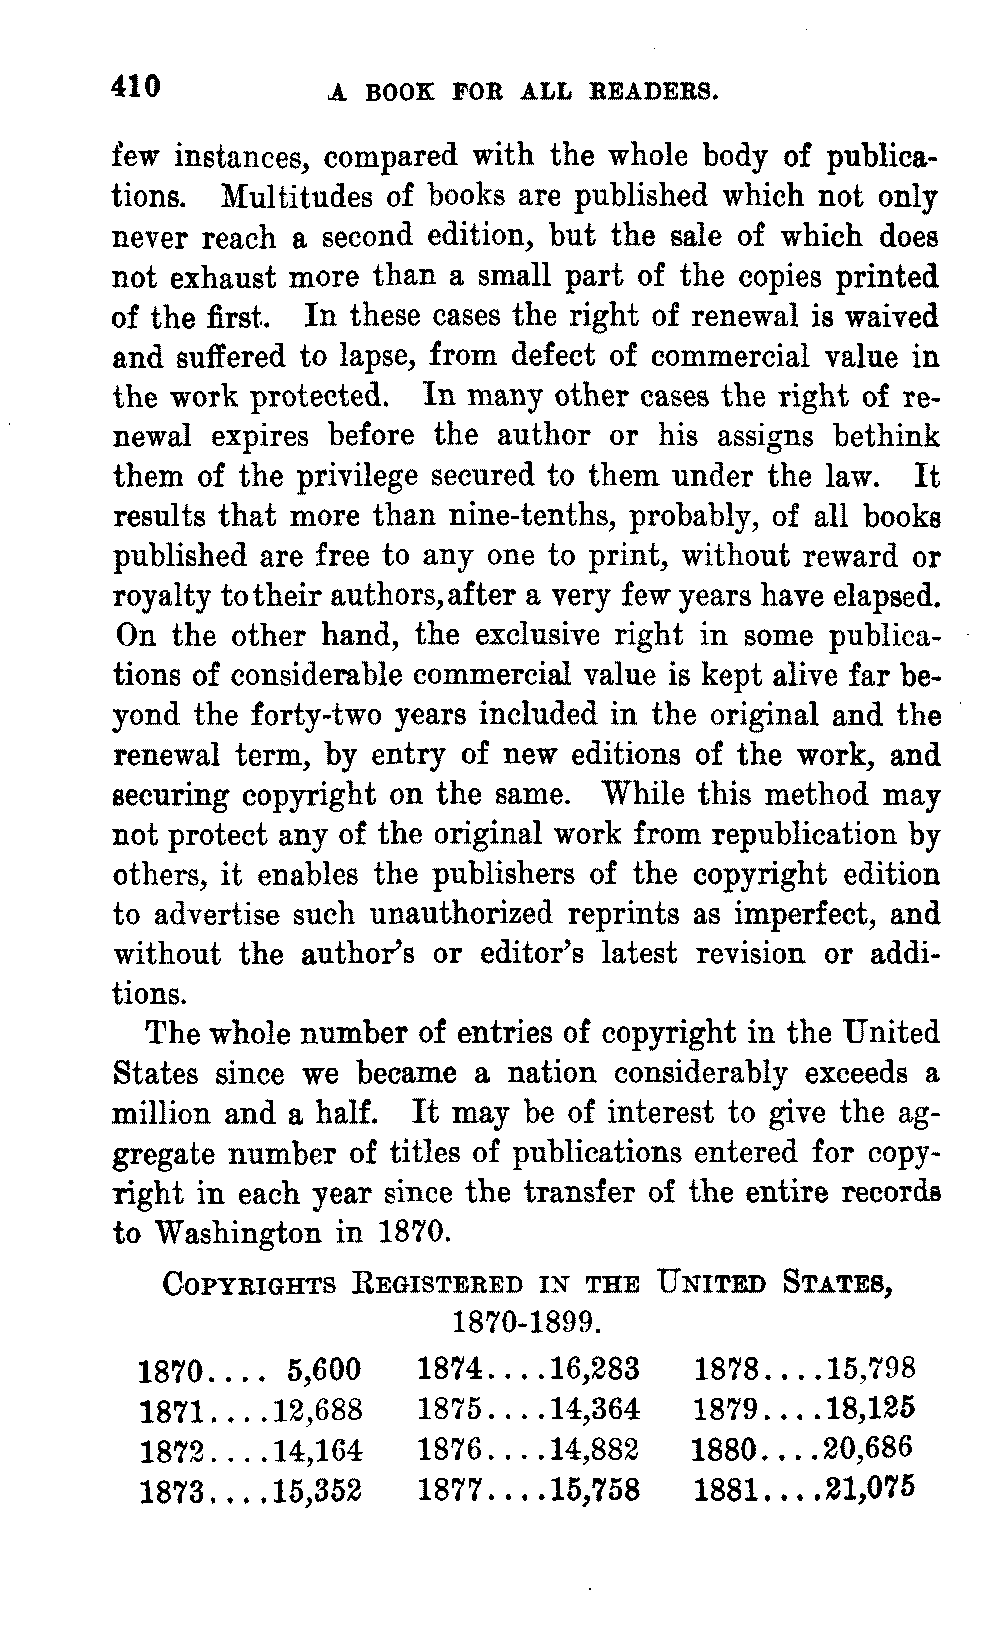 410 A BOOK FOR ALL READERS.
few instances, compared with the whole body of publica-
tions. Multitudes of books are published which not only
never reach a second edition, but the sale of which does
not exhaust more than a small part of the copies printed
of the first. In these cases the right of renewal is waived
and suffered to lapse, from defect of commercial value in
the work protected. In many other cases the right of re-
newal expires before the author or his assigns bethink
them of the privilege secured to them under the law. It
results that more than nine-tenths, probably, of all books
published are free to any one to print, without reward or
royalty to their authors, after a very few years have elapsed.
On the other hand, the exclusive right in some publica-
tions of considerable commercial value is kept alive far be-
yond the forty-two years included in the original and the
renewal term, by entry of new editions of the work, and
securing copyright on the same. While this method may
not protect any of the original work from republication by
others, it enables the publishers of the copyright edition
to advertise such unauthorized reprints as imperfect, and
without the author's or editor's latest revision or addi-
tions.
The whole number of entries of copyright in the United
States since we became a nation considerably exceeds a
million and a half. It may be of interest to give the ag-
gregate number of titles of publications entered for copy-
right in each year since the transfer of the entire records
to Washington in 1870.
COPYRIGHTS REGISTERED IN THE UNITED STATES,
1870-1899.
1870.... 5,600 1874....16,283 1878....15,798
1871....12,688 1875....14,364 1879....18,125
1872....14,164 1876....14,882 1880....20,686
1873....15,352 1877....15,758 1881....21,075